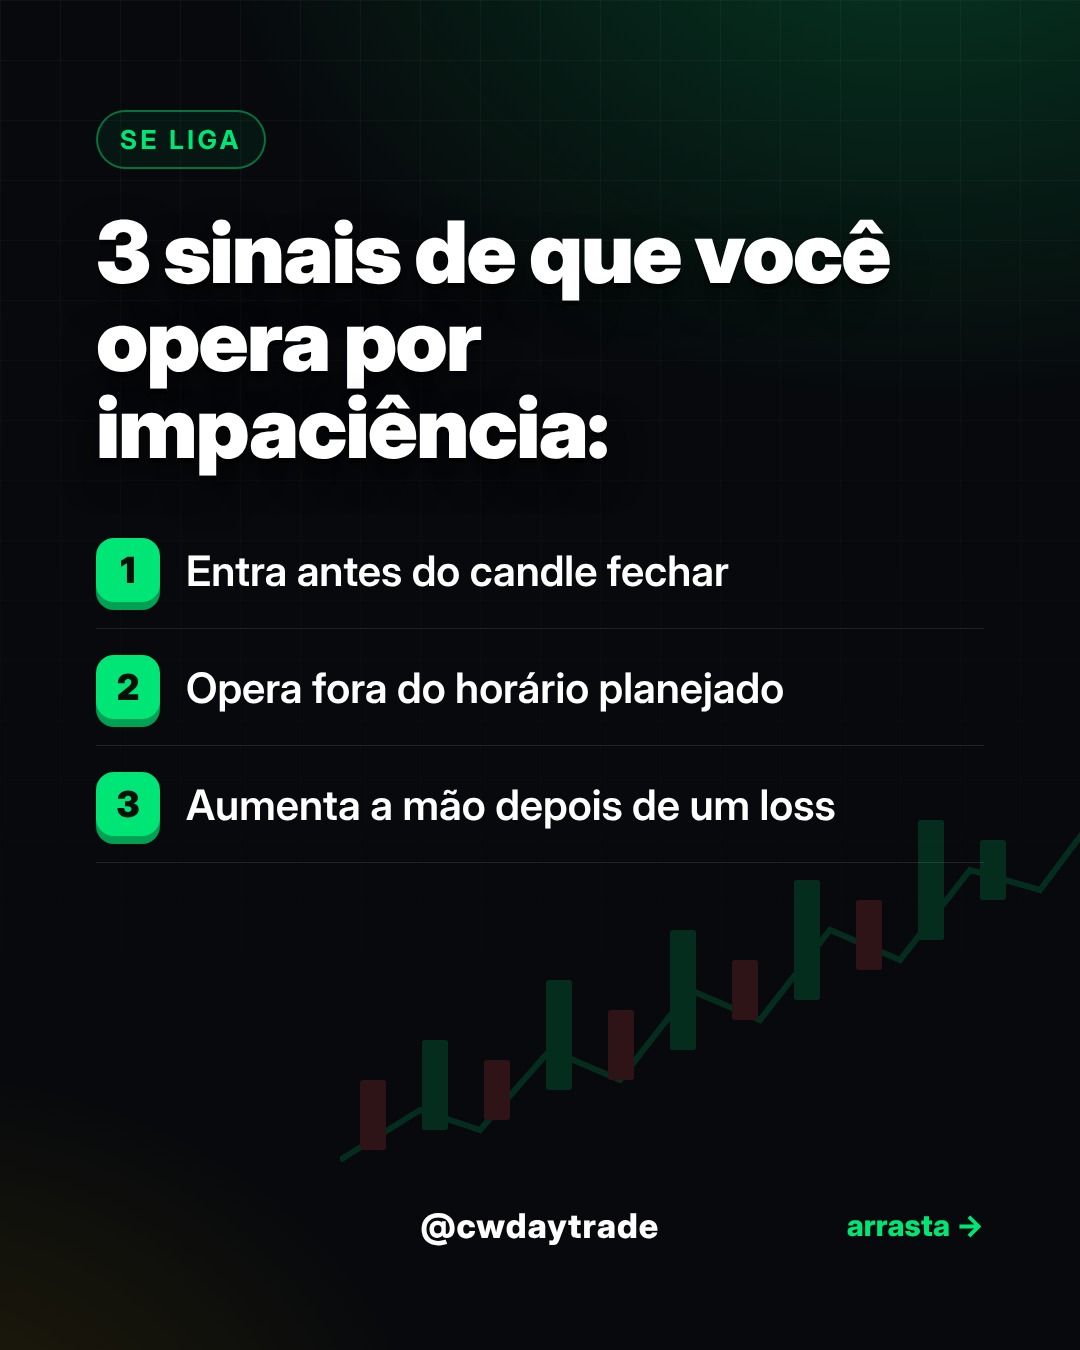 SE LIGA
3 sinais de que você
opera por
impaciência:
1 Entra antes do candle fechar
2 Opera fora do horário planejado
3 Aumenta a mão depois de um loss
@cwdaytrade
arrasta →